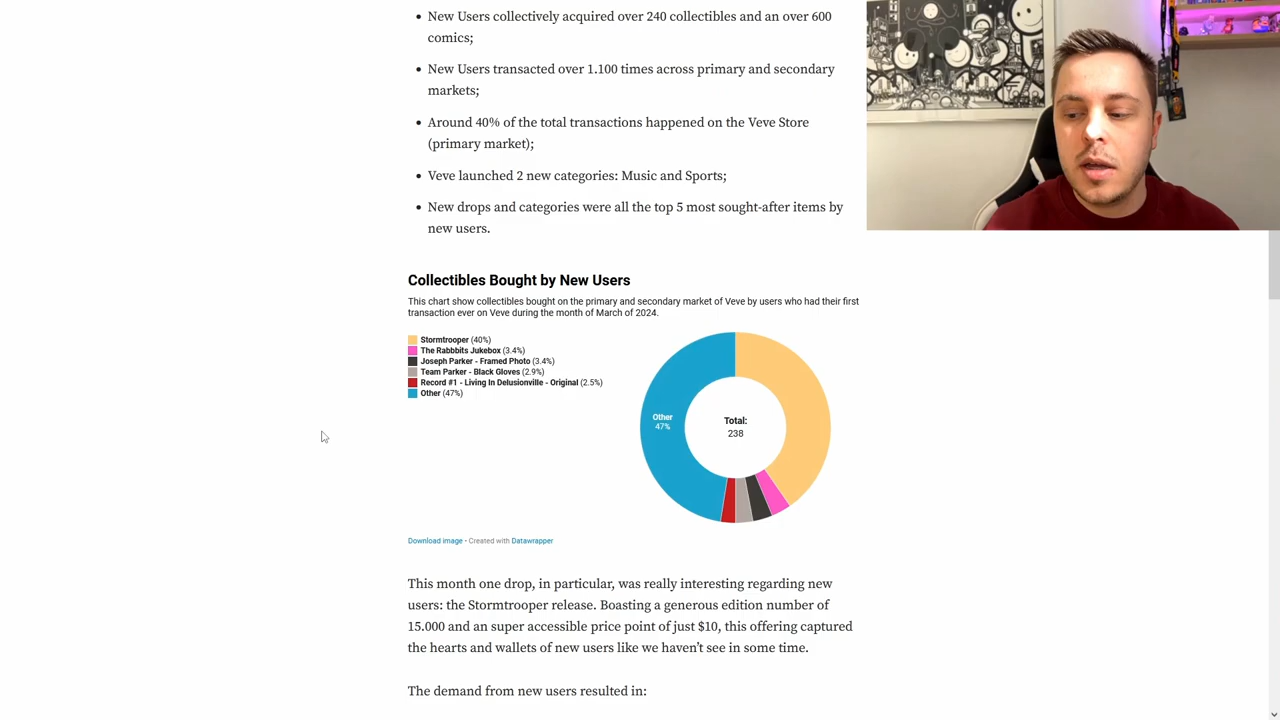 New Users collectively acquired over 240 collectibles and an over 600
comics;
New Users transacted over 1.100 times across primary and secondary
markets;
Around 40% of the total transactions happened on the Veve Store
(primary market);
Veve launched 2 new categories: Music and Sports;
New drops and categories were all the top 5 most sought-after items by
new users.
Collectibles Bought by New Users
This chart show collectibles bought on the primary and secondary market of Veve by users who had their first
transaction ever on Veve during the month of March of 2024.
Stormtrooper (40%)
The Rabbbits Jukebox (3.4%)
Joseph Parker - Framed Photo (3.4%)
Team Parker - Black Gloves (2.9%)
Record #1 - Living In Delusionville - Original (2.5%)
Other (47%)
Other
47%
Total:
238
Download image • Created with Datawrapper
This month one drop, in particular, was really interesting regarding new
users: the Stormtrooper release. Boasting a generous edition number of
15.000 and an super accessible price point of just $10, this offering captured
the hearts and wallets of new users like we haven't see in some time.
The demand from new users resulted in: